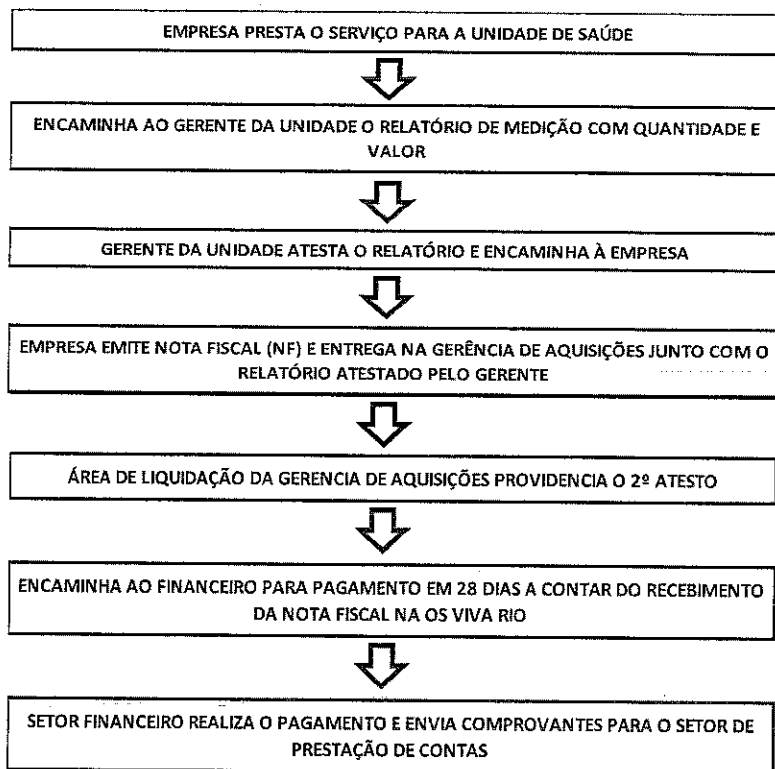 EMPRESA PRESTA O SERVIÇO PARA A UNIDADE DE SAÚDE
ENCAMINHA AO GERENTE DA UNIDADE O RELATÓRIO DE MEDIÇÃO COM QUANTIDADE E
VALOR
GERENTE DA UNIDADE ATESTA O RELATÓRIO E ENCAMINHA À EMPRESA
EMPRESA EMITE NOTA FISCAL (NF) E ENTREGA NA GERÊNCIA DE AQUISIÇÕES JUNTO COM O
RELATÓRIO ATESTADO PELO GERENTE
ÁREA DE LIQUIDAÇÃO DA GERENCIA DE AQUISIÇÕES PROVIDENCIA O 2º ATESTO
ENCAMINHA AO FINANCEIRO PARA PAGAMENTO EM 28 DIAS A CONTAR DO RECEBIMENTO
DA NOTA FISCAL NA OS VIVA RIO
SETOR FINANCEIRO REALIZA O PAGAMENTO E ENVIA COMPROVANTES PARA O SETOR DE
PRESTAÇÃO DE CONTAS